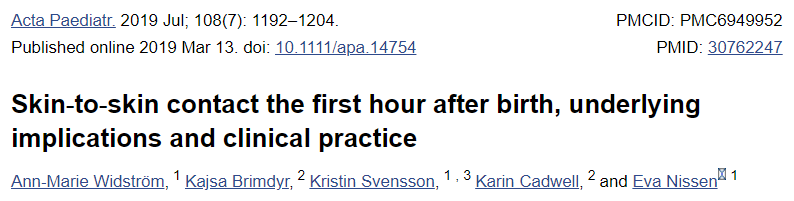 Acta Paediatr. 2019 Jul; 108(7): 1192–1204. PMCID: PMC6949952
Published online 2019 Mar 13. doi: 10.1111/apa.14754 PMID: 30762247
Skin-to-skin contact the first hour after birth, underlying
implications and clinical practice
Ann-Marie Widström, 1 Kajsa Brimdyr, 2 Kristin Svensson, 1 , 3 Karin Cadwell, 2 and Eva Nissen 1